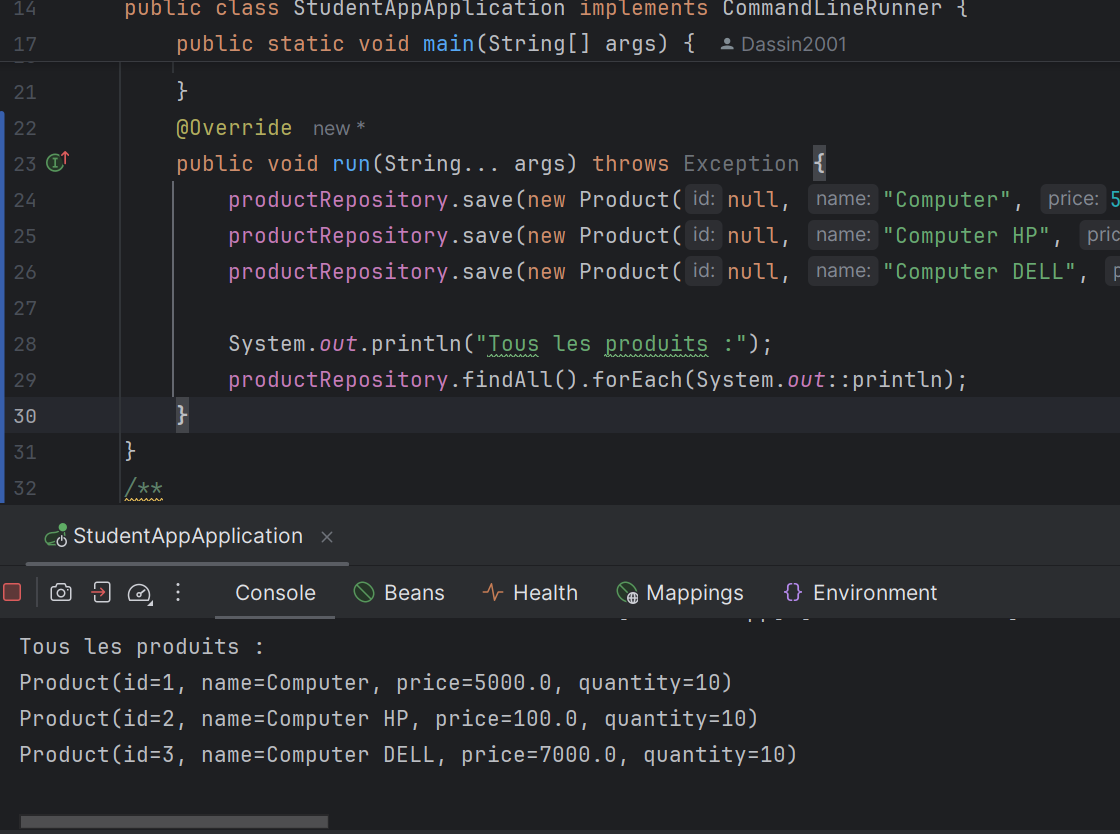 14 public class StudentAppApplication implements CommandLineRunner {
17 public static void main(String[] args) { Dassin2001
21 }
22 @Override new *
23 public void run(String... args) throws Exception {
24 productRepository.save(new Product( id: null, name: "Computer", price: 5
25 productRepository.save(new Product( id: null, name: "Computer HP", pric
26 productRepository.save(new Product( id: null, name: "Computer DELL", p
27
28 System.out.println("Tous les produits :");
29 productRepository.findAll().forEach(System.out::println);
30 }
31 }
32 /**
StudentAppApplication ×
Console Beans Health Mappings Environment
Tous les produits :
Product(id=1, name=Computer, price=5000.0, quantity=10)
Product(id=2, name=Computer HP, price=100.0, quantity=10)
Product(id=3, name=Computer DELL, price=7000.0, quantity=10)